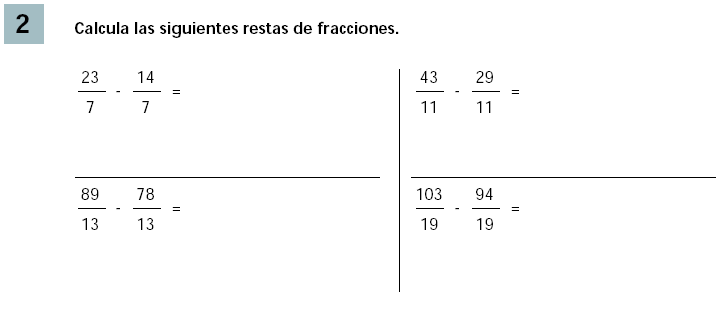 2 Calcula las siguientes restas de fracciones.
23/7 - 14/7 =
43/11 - 29/11 =
89/13 - 78/13 =
103/19 - 94/19 =